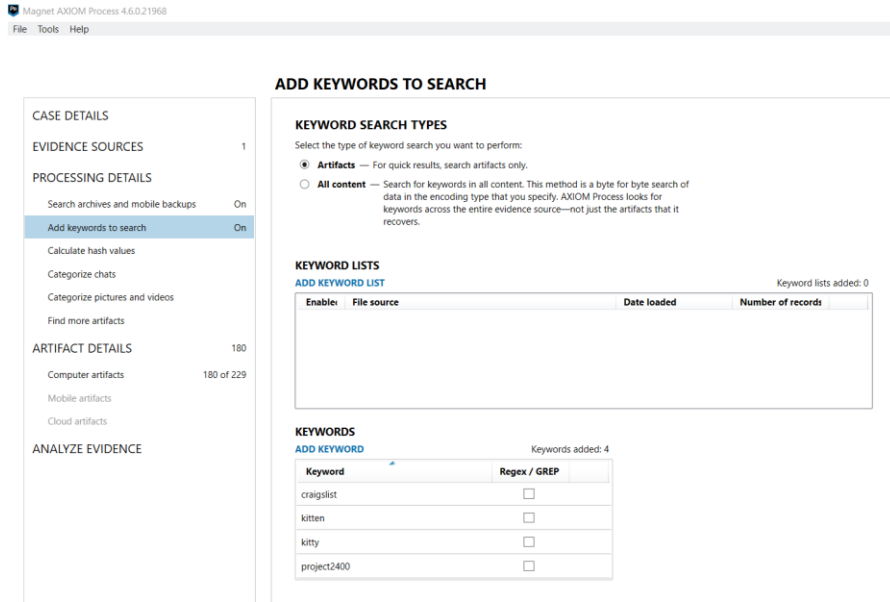 Magnet AXIOM Process 4.6.0.21968
File Tools Help
ADD KEYWORDS TO SEARCH
CASE DETAILS
EVIDENCE SOURCES 1
PROCESSING DETAILS
Search archives and mobile backups On
Add keywords to search On
Calculate hash values
Categorize chats
Categorize pictures and videos
Find more artifacts
ARTIFACT DETAILS 180
Computer artifacts 180 of 229
Mobile artifacts
Cloud artifacts
ANALYZE EVIDENCE
KEYWORD SEARCH TYPES
Select the type of keyword search you want to perform:
Artifacts — For quick results, search artifacts only.
All content — Search for keywords in all content. This method is a byte for byte search of
data in the encoding type that you specify. AXIOM Process looks for
keywords across the entire evidence source—not just the artifacts that it
recovers.
KEYWORD LISTS
ADD KEYWORD LIST Keyword lists added: 0
Enable File source Date loaded Number of records
KEYWORDS
ADD KEYWORD Keywords added: 4
Keyword Regex / GREP
craigslist
kitten
kitty
project2400